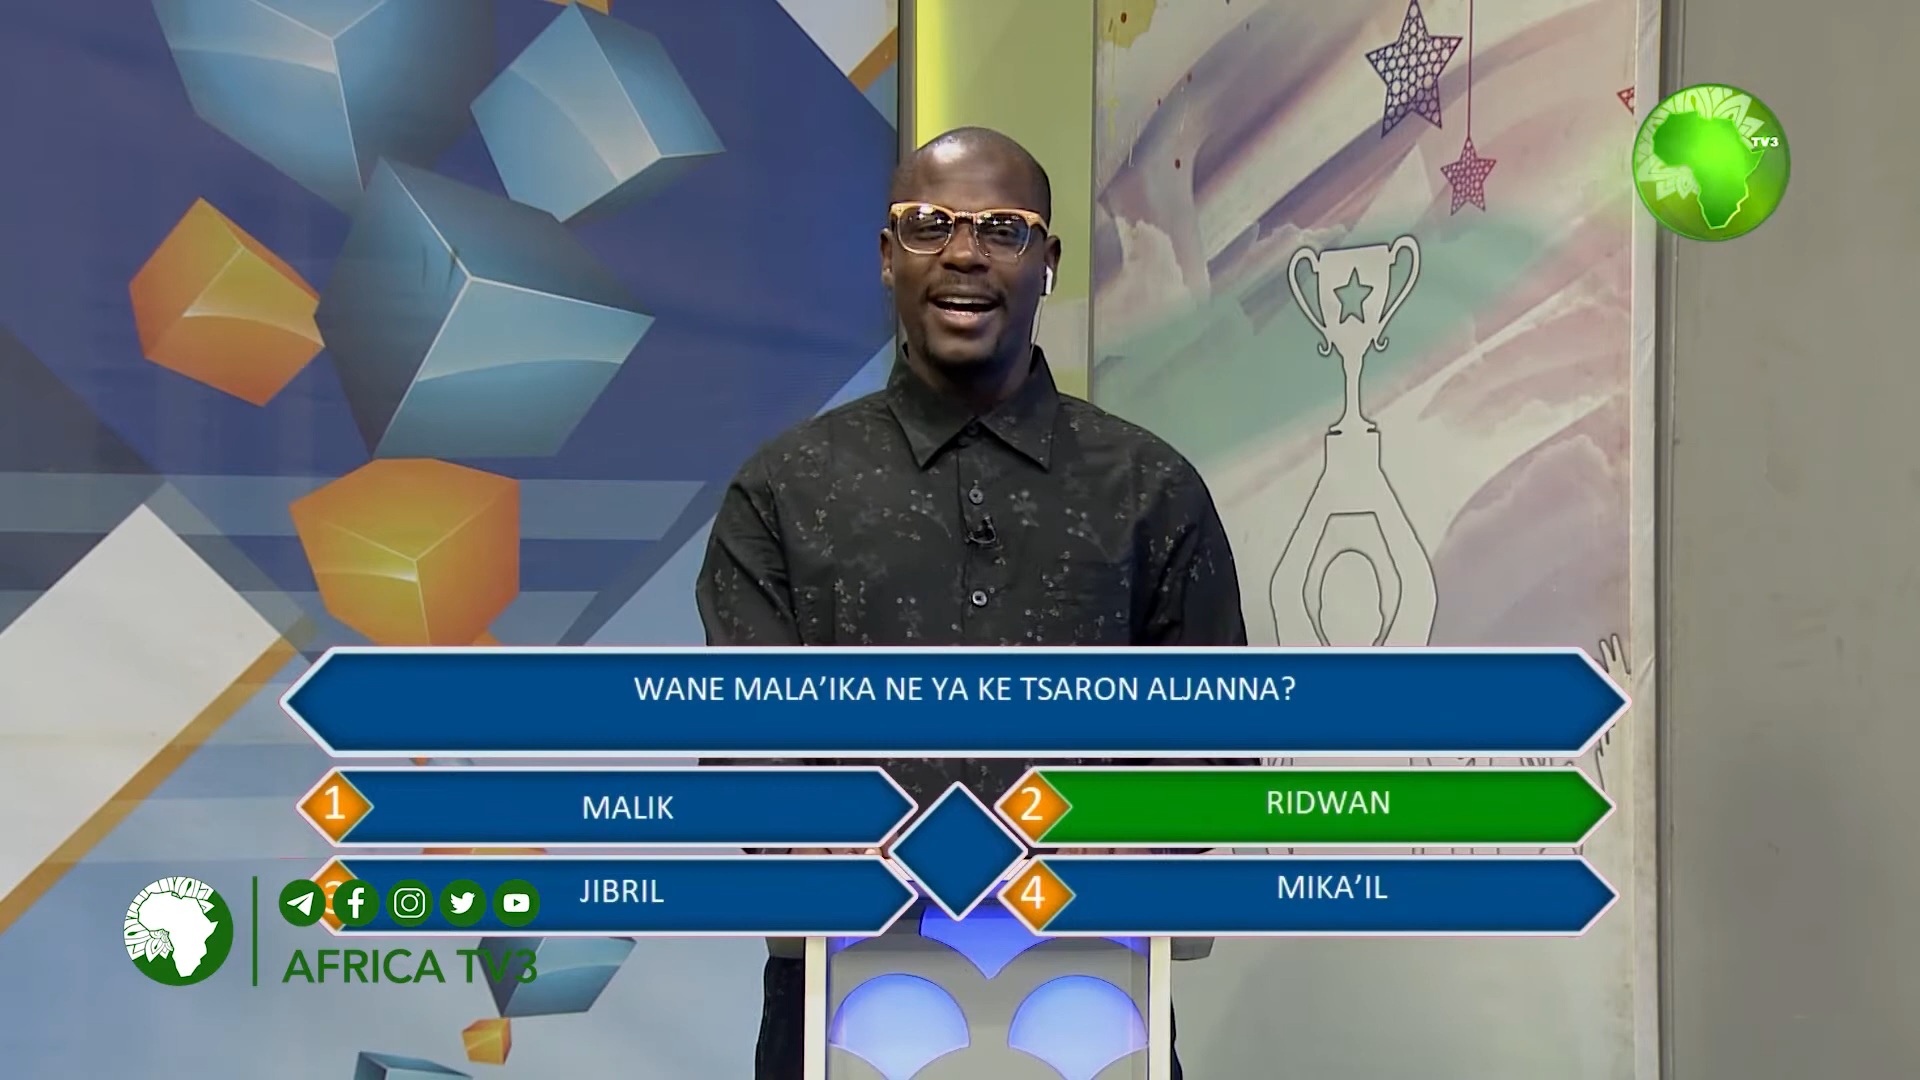 TV3
WANE MALA'IKA NE YA KE TSARON ALJANNA?
1 MALIK
2 RIDWAN
3 JIBRIL
4 MIKA'IL
AFRICA TV3